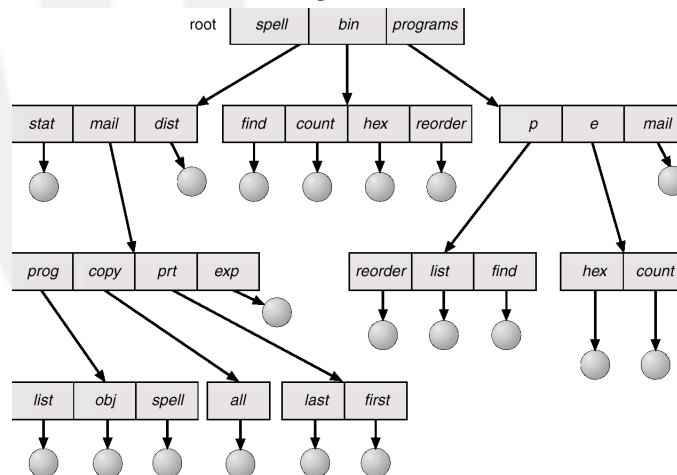 root spell bin programs
stat mail dist find count hex reorder p e mail
prog copy prt exp reorder list find hex count
list obj spell all last first